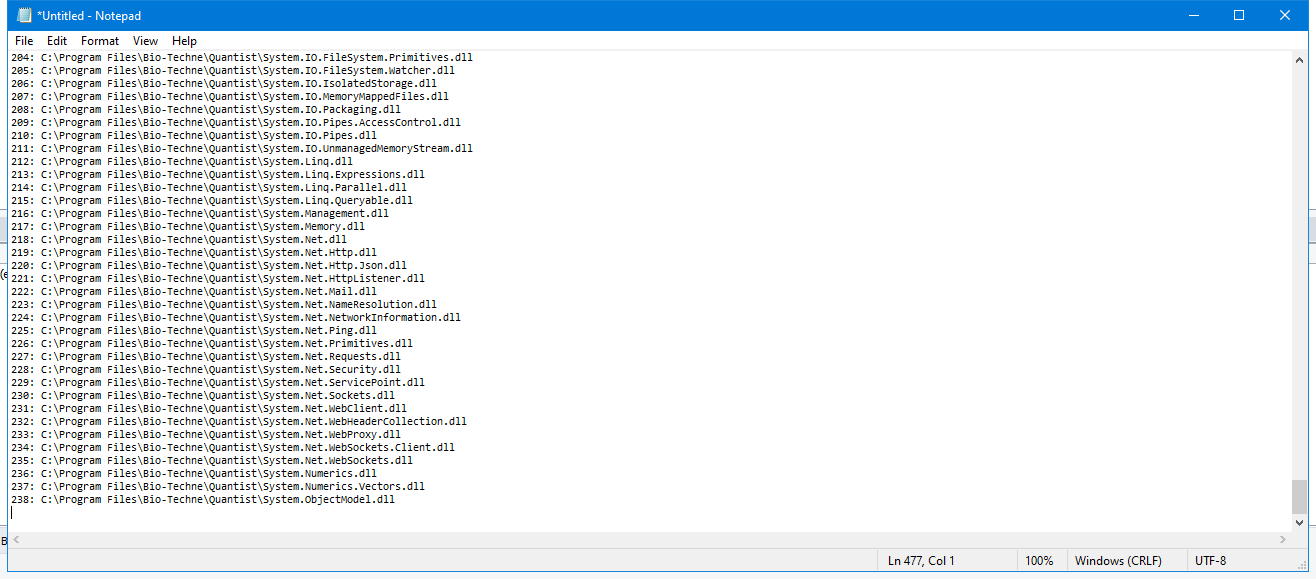 *Untitled - Notepad
File Edit Format View Help
204: C:\Program Files\Bio-Techne\Quantist\System.IO.FileSystem.Primitives.dll
205: C:\Program Files\Bio-Techne\Quantist\System.IO.FileSystem.Watcher.dll
206: C:\Program Files\Bio-Techne\Quantist\System.IO.IsolatedStorage.dll
207: C:\Program Files\Bio-Techne\Quantist\System.IO.MemoryMappedFiles.dll
208: C:\Program Files\Bio-Techne\Quantist\System.IO.Packaging.dll
209: C:\Program Files\Bio-Techne\Quantist\System.IO.Pipes.AccessControl.dll
210: C:\Program Files\Bio-Techne\Quantist\System.IO.Pipes.dll
211: C:\Program Files\Bio-Techne\Quantist\System.IO.UnmanagedMemoryStream.dll
212: C:\Program Files\Bio-Techne\Quantist\System.Linq.dll
213: C:\Program Files\Bio-Techne\Quantist\System.Linq.Expressions.dll
214: C:\Program Files\Bio-Techne\Quantist\System.Linq.Parallel.dll
215: C:\Program Files\Bio-Techne\Quantist\System.Linq.Queryable.dll
216: C:\Program Files\Bio-Techne\Quantist\System.Management.dll
217: C:\Program Files\Bio-Techne\Quantist\System.Memory.dll
218: C:\Program Files\Bio-Techne\Quantist\System.Net.dll
219: C:\Program Files\Bio-Techne\Quantist\System.Net.Http.dll
220: C:\Program Files\Bio-Techne\Quantist\System.Net.Http.Json.dll
221: C:\Program Files\Bio-Techne\Quantist\System.Net.HttpListener.dll
222: C:\Program Files\Bio-Techne\Quantist\System.Net.Mail.dll
223: C:\Program Files\Bio-Techne\Quantist\System.Net.NameResolution.dll
224: C:\Program Files\Bio-Techne\Quantist\System.Net.NetworkInformation.dll
225: C:\Program Files\Bio-Techne\Quantist\System.Net.Ping.dll
226: C:\Program Files\Bio-Techne\Quantist\System.Net.Primitives.dll
227: C:\Program Files\Bio-Techne\Quantist\System.Net.Requests.dll
228: C:\Program Files\Bio-Techne\Quantist\System.Net.Security.dll
229: C:\Program Files\Bio-Techne\Quantist\System.Net.ServicePoint.dll
230: C:\Program Files\Bio-Techne\Quantist\System.Net.Sockets.dll
231: C:\Program Files\Bio-Techne\Quantist\System.Net.WebClient.dll
232: C:\Program Files\Bio-Techne\Quantist\System.Net.WebHeaderCollection.dll
233: C:\Program Files\Bio-Techne\Quantist\System.Net.WebProxy.dll
234: C:\Program Files\Bio-Techne\Quantist\System.Net.WebSockets.Client.dll
235: C:\Program Files\Bio-Techne\Quantist\System.Net.WebSockets.dll
236: C:\Program Files\Bio-Techne\Quantist\System.Numerics.dll
237: C:\Program Files\Bio-Techne\Quantist\System.Numerics.Vectors.dll
238: C:\Program Files\Bio-Techne\Quantist\System.ObjectModel.dll
Ln 477, Col 1 100% Windows (CRLF) UTF-8